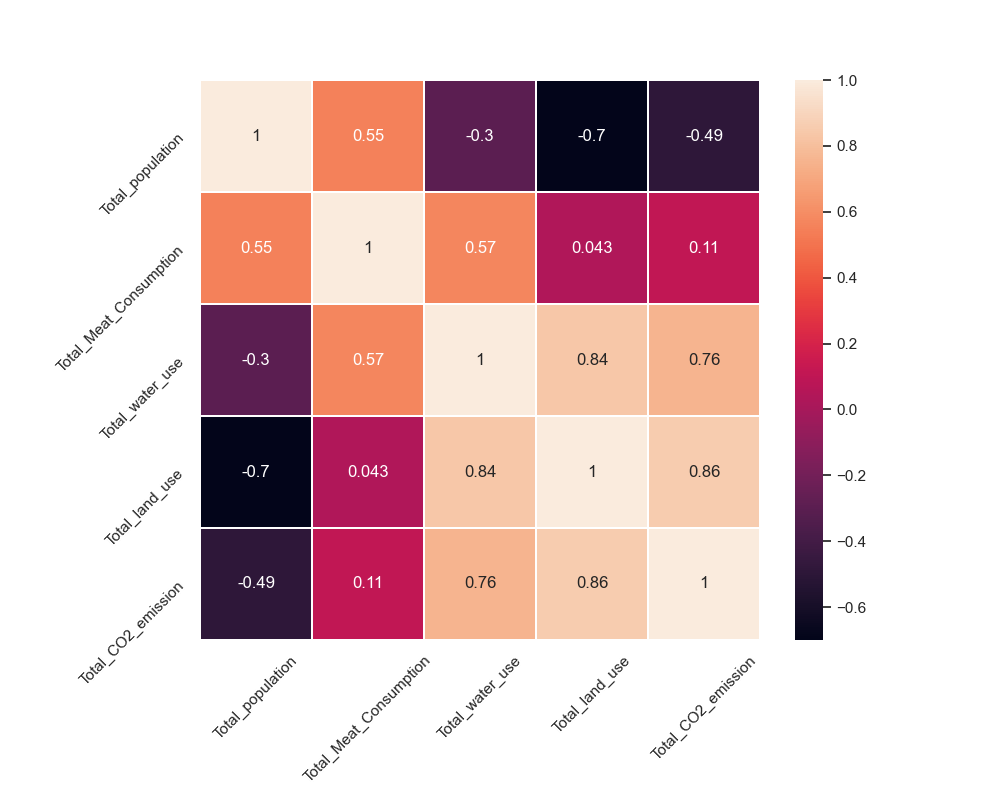 Total_population 1 0.55 -0.3 -0.7 -0.49
Total_Meat_Consumption 0.55 1 0.57 0.043 0.11
Total_water_use -0.3 0.57 1 0.84 0.76
Total_land_use -0.7 0.043 0.84 1 0.86
Total_CO2_emission -0.49 0.11 0.76 0.86 1
Total_population Total_Meat_Consumption Total_water_use Total_land_use Total_CO2_emission
1.0
0.8
0.6
0.4
0.2
0.0
−0.2
−0.4
−0.6